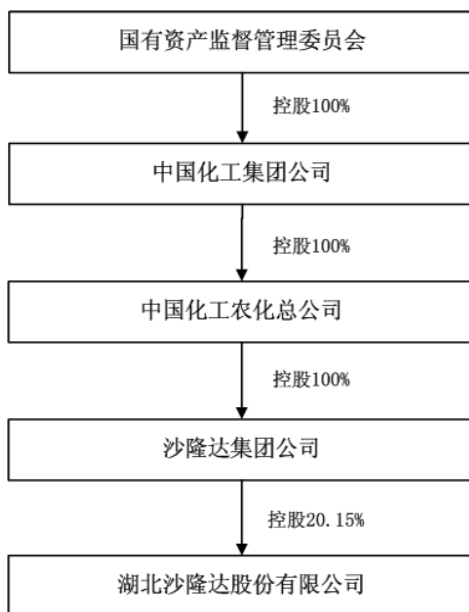 国有资产监督管理委员会
控股100%
中国化工集团公司
控股100%
中国化工农化总公司
控股100%
沙隆达集团公司
控股20.15%
湖北沙隆达股份有限公司